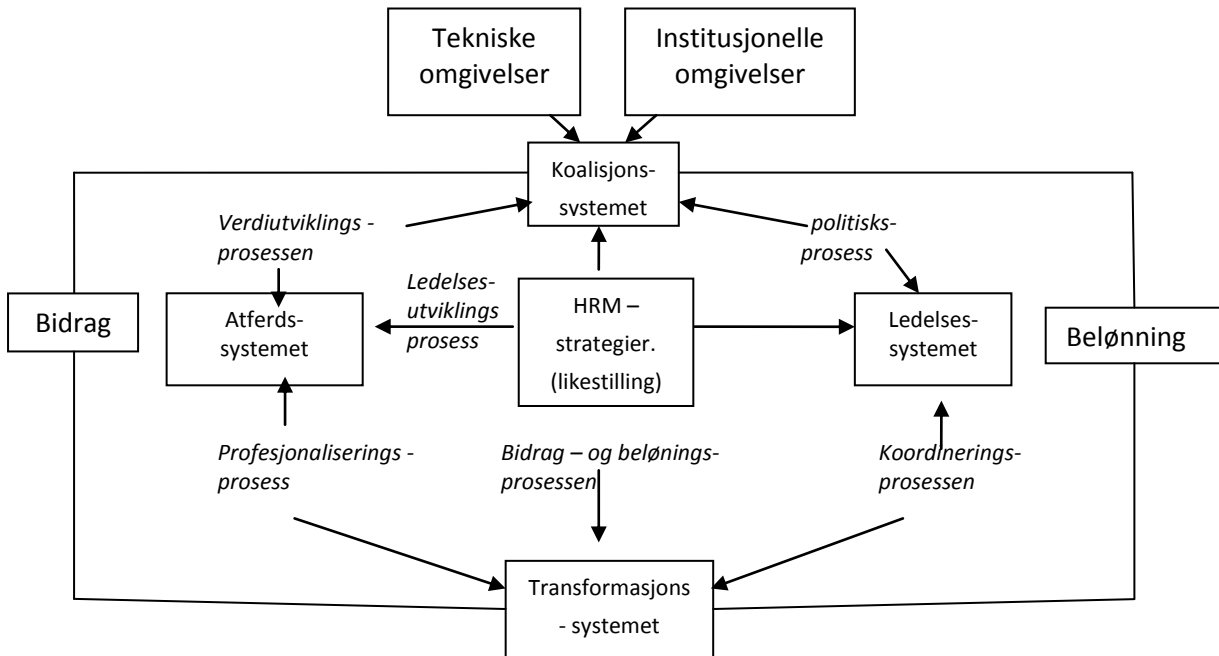 Tekniske
omgivelser
Institusjonelle
omgivelser
Koalisjons-
systemet
Verdiutviklings -
prosessen
politisks-
prosess
Ledelses-
utviklings
prosess
Bidrag
Atferds-
systemet
HRM –
strategier.
(likestilling)
Ledelses-
systemet
Belønning
Profesjonaliserings -
prosess
Bidrag – og belønings-
prosessen
Koordinerings-
prosessen
Transformasjons
- systemet